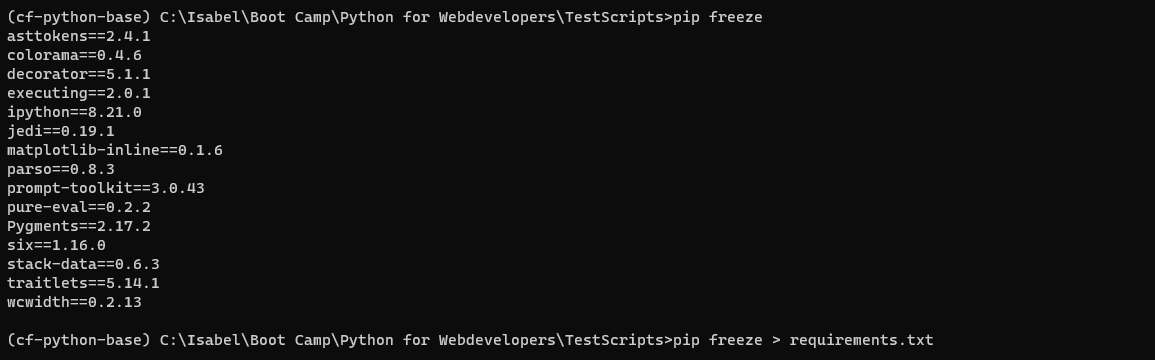 (cf-python-base) C:\Isabel\Boot Camp\Python for Webdevelopers\TestScripts>pip freeze
asttokens==2.4.1
colorama==0.4.6
decorator==5.1.1
executing==2.0.1
ipython==8.21.0
jedi==0.19.1
matplotlib-inline==0.1.6
parso==0.8.3
prompt-toolkit==3.0.43
pure-eval==0.2.2
Pygments==2.17.2
six==1.16.0
stack-data==0.6.3
traitlets==5.14.1
wcwidth==0.2.13
(cf-python-base) C:\Isabel\Boot Camp\Python for Webdevelopers\TestScripts>pip freeze > requirements.txt